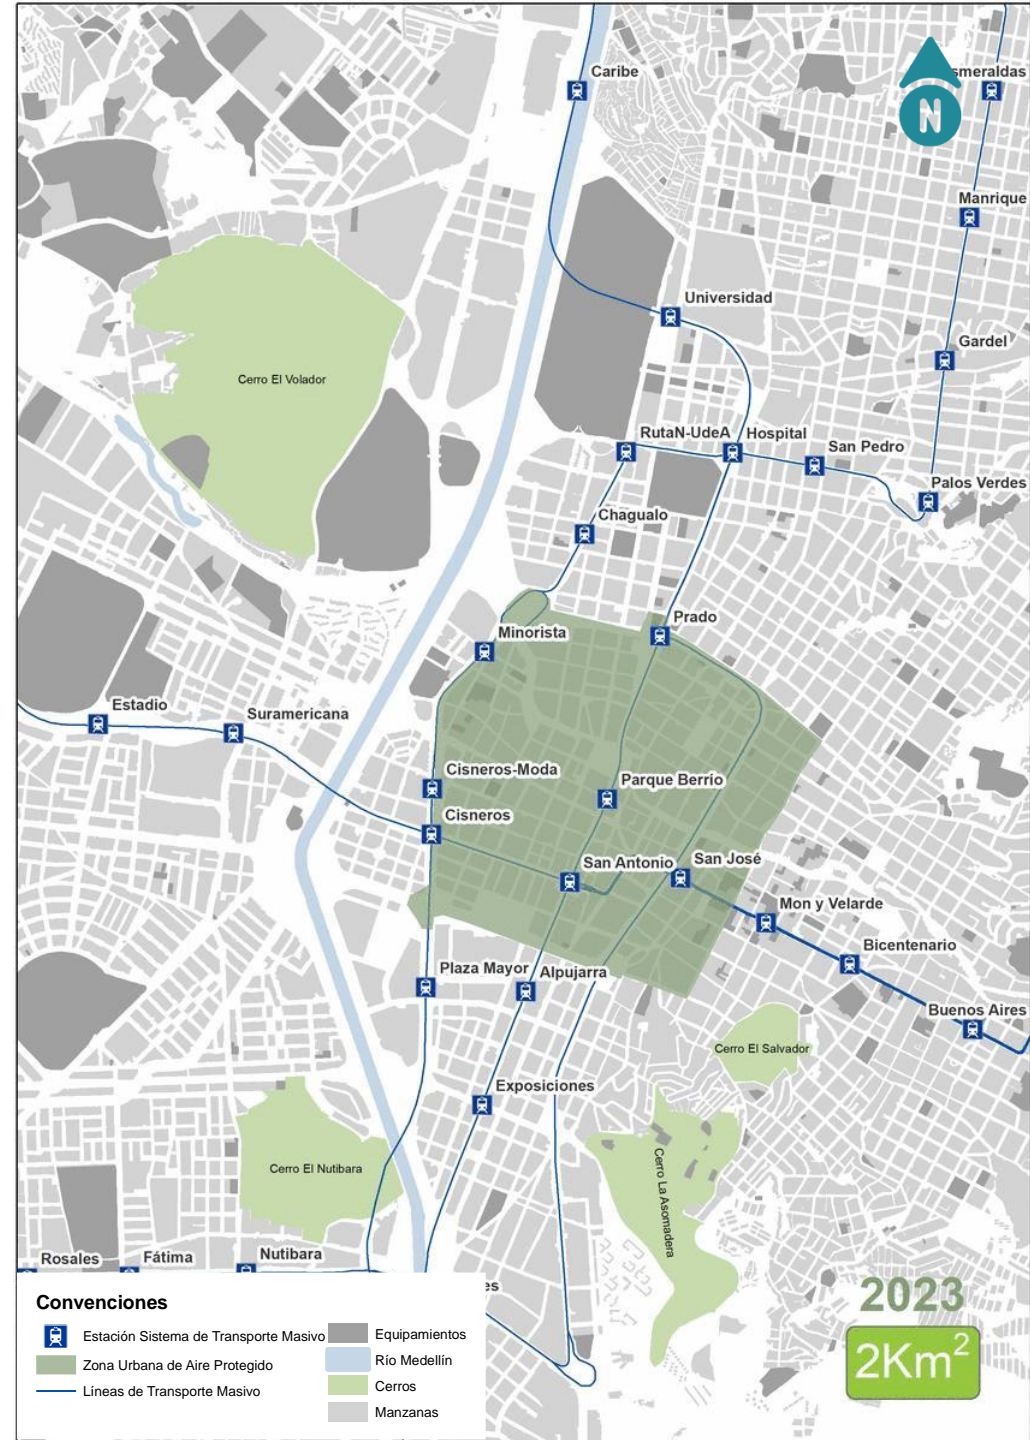 Caribe
smeraldas
N
Manrique
Universidad
Gardel
Cerro El Volador
RutaN-UdeA
Hospital
San Pedro
Palos Verdes
Chagualo
Prado
Minorista
Estadio
Suramericana
Cisneros-Moda
Parque Berrío
Cisneros
San Antonio
San José
Mon y Velarde
Bicentenario
Plaza Mayor
Alpujarra
Buenos Aires
Cerro El Salvador
Exposiciones
Cerro El Nutibara
Cerro La Asomadera
Rosales
Fátima
Nutibara
es
2023
2Km²
Convenciones
Estación Sistema de Transporte Masivo
Zona Urbana de Aire Protegido
Líneas de Transporte Masivo
Equipamientos
Río Medellín
Cerros
Manzanas